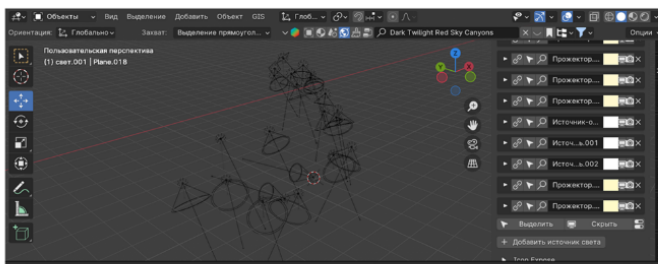 Объекты Вид Выделение Добавить Объект GIS Глоб...
Ориентация: Глобально Захват: Выделение прямоугол... Dark Twilight Red Sky Canyons Опции
Пользовательская перспектива
(1) свет.001 | Plane.018
Z
Y
X
Прожектор....
Прожектор....
Прожектор....
Источник-о...
Источ...ь.001
Источ...ь.002
Прожектор....
Прожектор....
Выделить Скрыть
+ Добавить источник света
Icon Expose